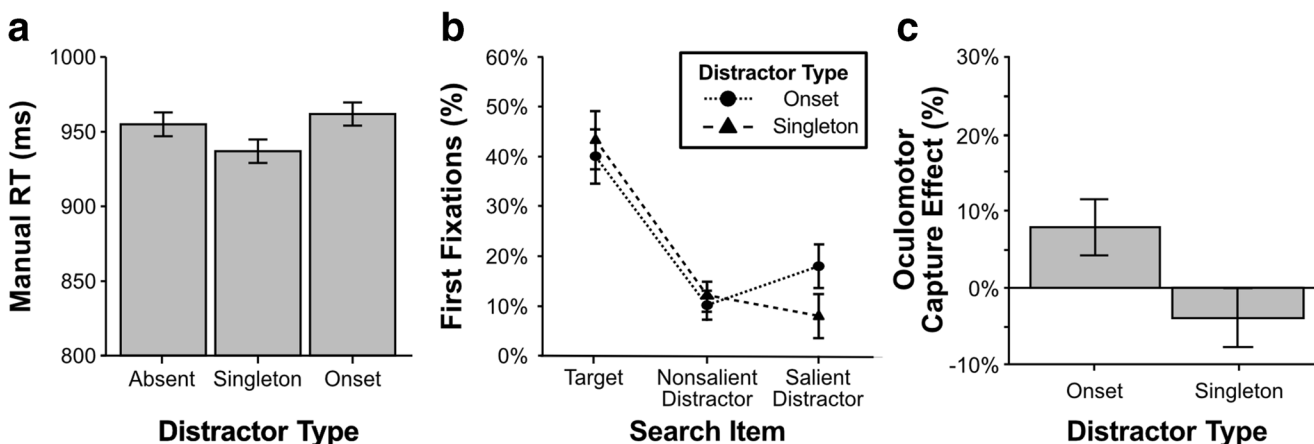 a
Manual RT (ms)
1000
950
900
850
800
Absent Singleton Onset
Distractor Type
b
First Fixations (%)
60%
50%
40%
30%
20%
10%
0%
Distractor Type
Onset
Singleton
Target Nonsalient Distractor Salient Distractor
Search Item
c
Oculomotor
Capture Effect (%)
30%
20%
10%
0%
-10%
Onset Singleton
Distractor Type